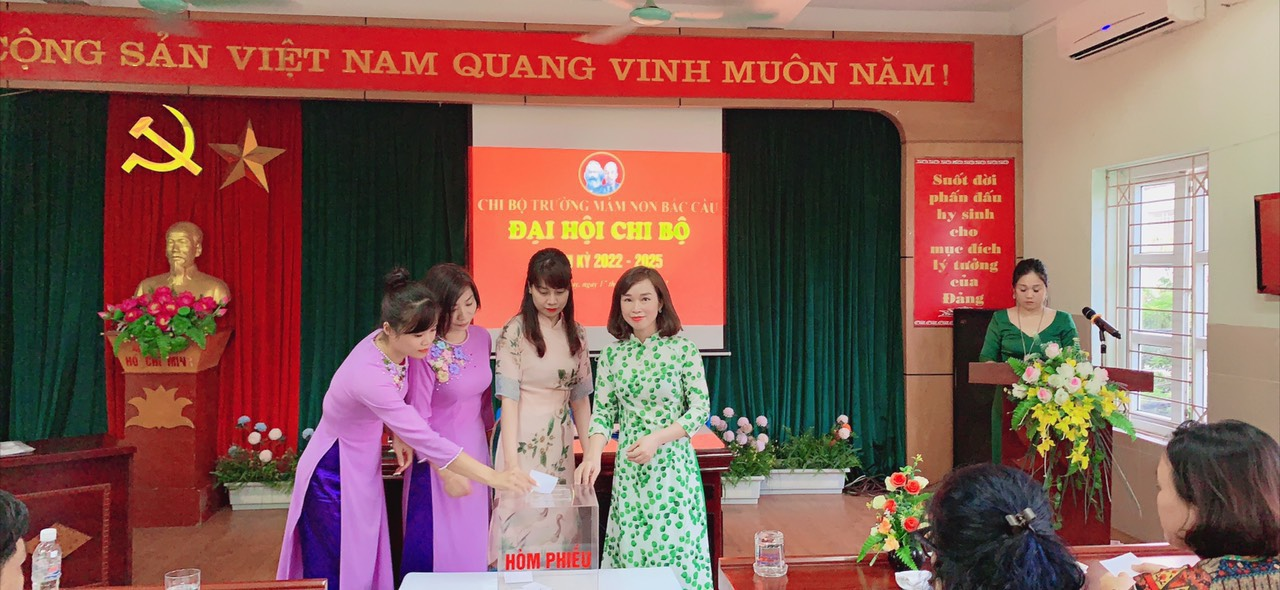 CỘNG SẢN VIỆT NAM QUANG VINH MUÔN NĂM!
CHI BỘ TRƯỜNG MẦM NON BẮC CẦU
ĐẠI HỘI CHI BỘ
KỲ 2022 - 2025
ngày 1
Suốt đời
phấn đấu
hy sinh
cho
mục đích
lý tưởng
của
Đảng
HỒ CHÍ MINH
HÒM PHIẾU